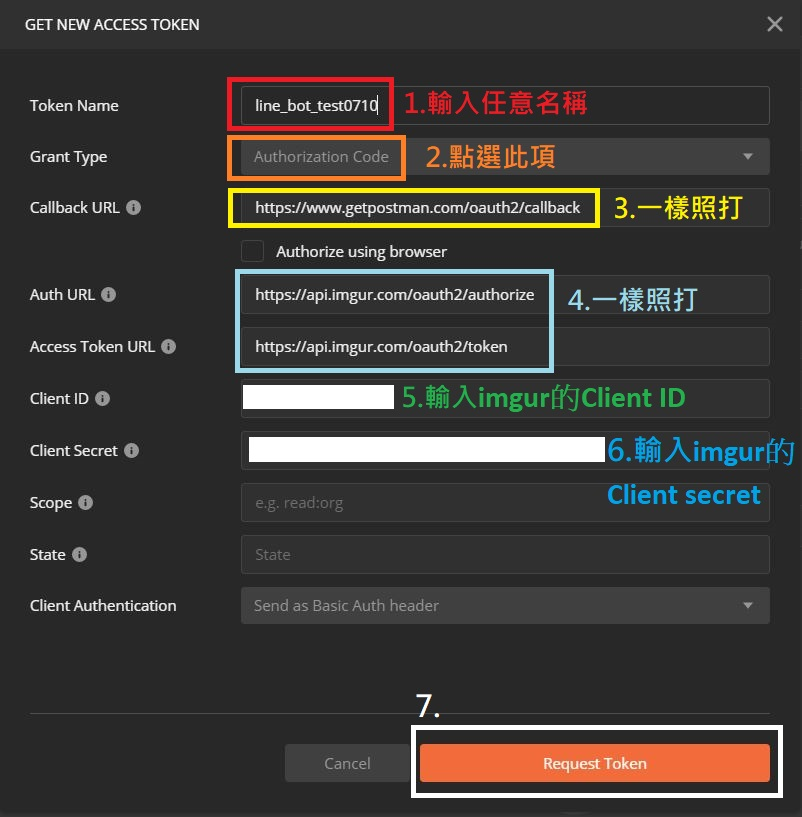 GET NEW ACCESS TOKEN
Token Name line_bot_test0710 1.輸入任意名稱
Grant Type Authorization Code 2.點選此項
Callback URL https://www.getpostman.com/oauth2/callback 3.一樣照打
Authorize using browser
Auth URL https://api.imgur.com/oauth2/authorize 4.一樣照打
Access Token URL https://api.imgur.com/oauth2/token
Client ID 5.輸入imgur的Client ID
Client Secret 6.輸入imgur的
Client secret
Scope e.g. read:org
State State
Client Authentication Send as Basic Auth header
7.
Cancel Request Token